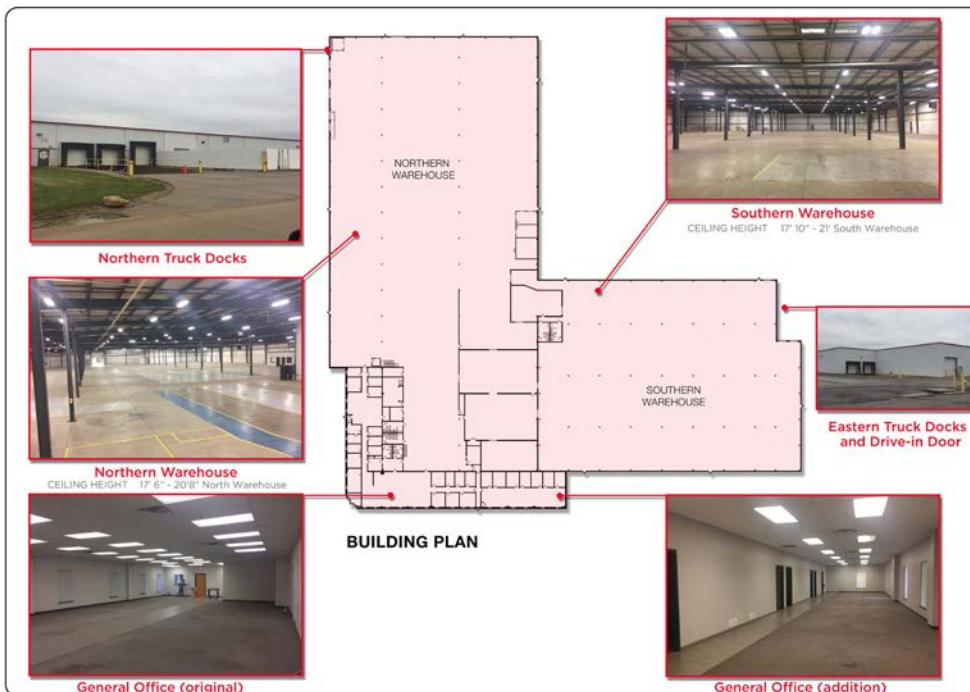 NORTHERN
WAREHOUSE
Northern Truck Docks
Southern Warehouse
CEILING HEIGHT 17' 10" - 21' South Warehouse
Northern Warehouse
CEILING HEIGHT 17' 6" - 20'8" North Warehouse
SOUTHERN
WAREHOUSE
Eastern Truck Docks
and Drive-in Door
BUILDING PLAN
General Office (original)
General Office (addition)